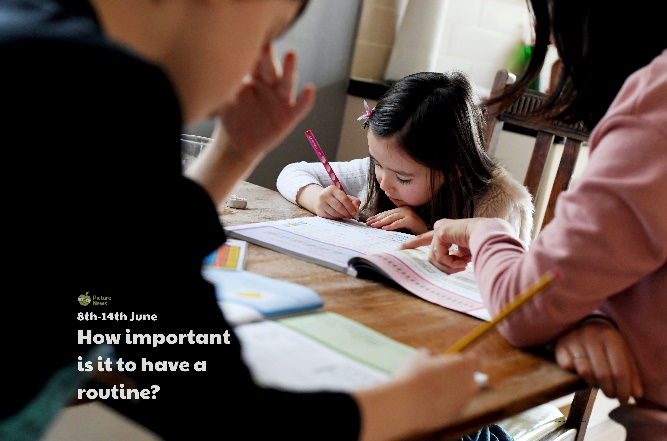 Picture
News
8th-14th June
How important
is it to have a
routine?